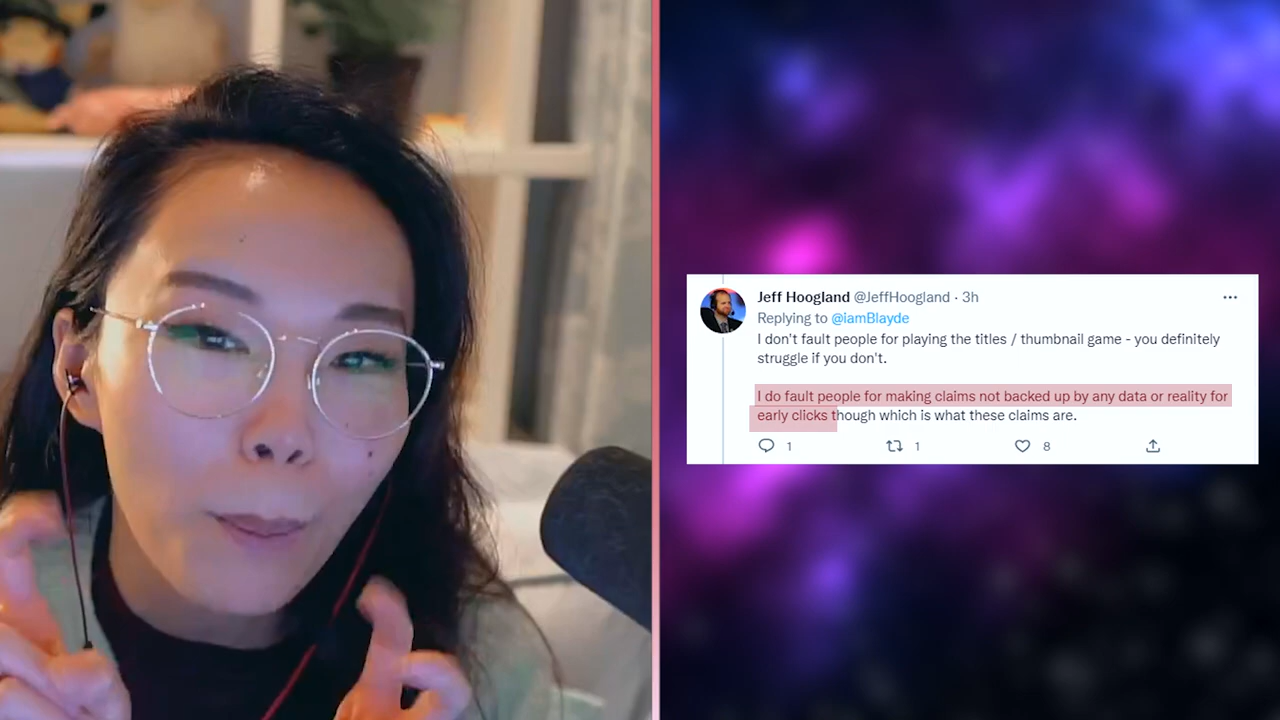 Jeff Hoogland @JeffHoogland · 3h
Replying to @iamBlayde
I don't fault people for playing the titles / thumbnail game - you definitely
struggle if you don't.
I do fault people for making claims not backed up by any data or reality for
early clicks though which is what these claims are.
1 1 8